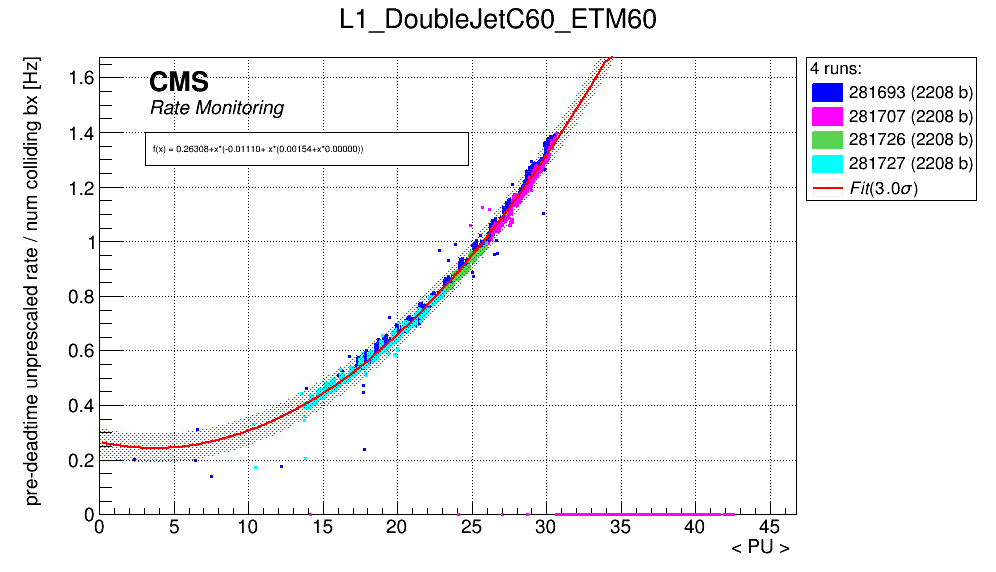 L1_DoubleJetC60_ETM60
pre-deadtime unprescaled rate / num colliding bx [Hz]
CMS
Rate Monitoring
f(x) = 0.26308+x*(-0.01110+ x*(0.00154+x*0.00000))
4 runs:
281693 (2208 b)
281707 (2208 b)
281726 (2208 b)
281727 (2208 b)
Fit(3.0σ)
1.6
1.4
1.2
1
0.8
0.6
0.4
0.2
0
0 5 10 15 20 25 30 35 40 45
< PU >